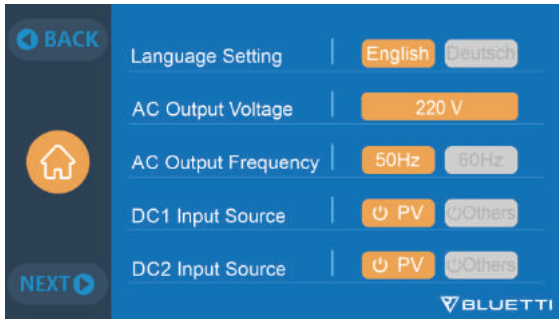 BACK
Language Setting English Deutsch
AC Output Voltage 220 V
AC Output Frequency 50Hz 60Hz
DC1 Input Source PV Others
DC2 Input Source PV Others
NEXT
BLUETTI